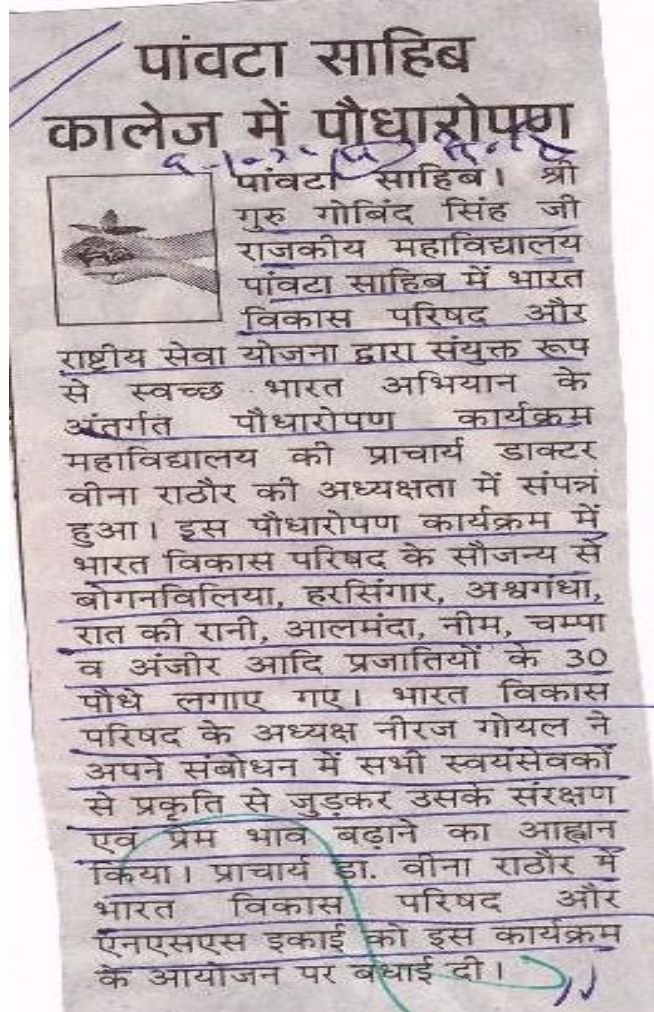 पांवटा साहिब
कालेज में पौधारोपण
पांवटा साहिब। श्री
गुरु गोबिंद सिंह जी
राजकीय महाविद्यालय
पांवटा साहिब में भारत
विकास परिषद और
राष्ट्रीय सेवा योजना द्वारा संयुक्त रूप
से स्वच्छ भारत अभियान के
अंतर्गत पौधारोपण कार्यक्रम
महाविद्यालय की प्राचार्य डाक्टर
वीना राठौर की अध्यक्षता में संपन्न
हुआ। इस पौधारोपण कार्यक्रम में
भारत विकास परिषद के सौजन्य से
बोगनविलिया, हरसिंगार, अश्वगंधा,
रात की रानी, आलमंदा, नीम, चम्पा
व अंजीर आदि प्रजातियों के 30
पौधे लगाए गए। भारत विकास
परिषद के अध्यक्ष नीरज गोयल ने
अपने संबोधन में सभी स्वयंसेवकों
से प्रकृति से जुड़कर उसके संरक्षण
एवं प्रेम भाव बढ़ाने का आह्वान
किया। प्राचार्य डा. वीना राठौर में
भारत विकास परिषद और
एनएसएस इकाई को इस कार्यक्रम
के आयोजन पर बधाई दी।